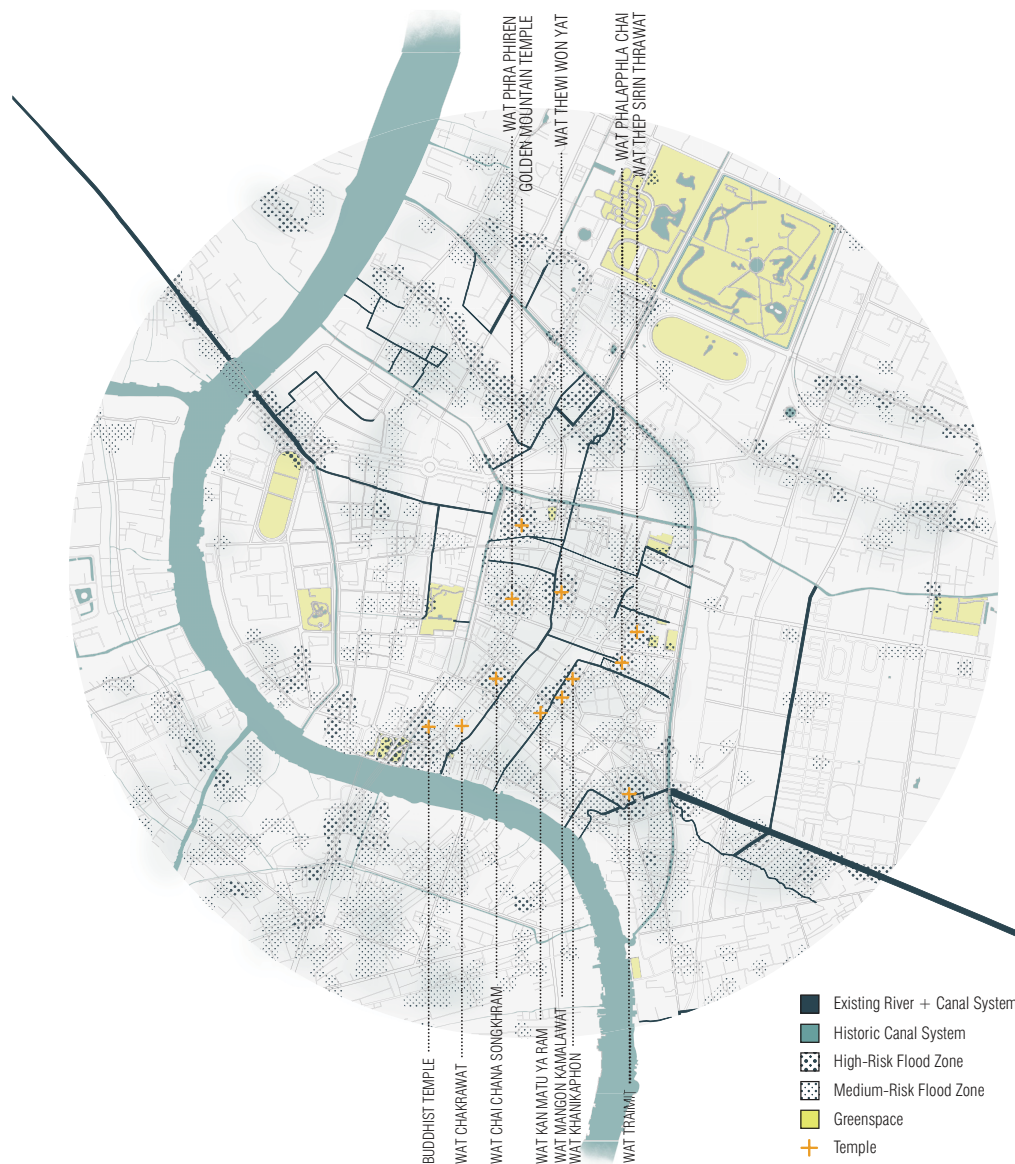 WAT PHRA PHIREN
GOLDEN MOUNTAIN TEMPLE
WAT THEWI WON YAT
WAT PHALAPPHLA CHAI
WAT THEP SIRIN THRAWAT
BUDDHIST TEMPLE
WAT CHAKRAWAT
WAT CHAI CHANA SONGKHRAM
WAT KAN MATU YA RAM
WAT MANGON KAMALAWAT
WAT KHANIKAPHON
WAT TRAIMIT
Existing River + Canal System
Historic Canal System
High-Risk Flood Zone
Medium-Risk Flood Zone
Greenspace
Temple